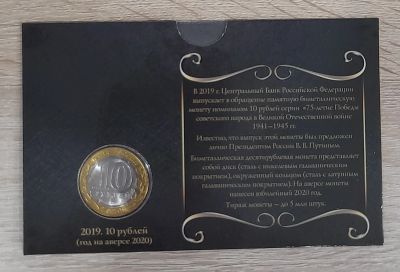 В 2019 г. Центральный Банк Российской Федерации
выпускает в обращение памятную биметаллическую
монету номиналом 10 рублей серии «75-летие Победы
советского народа в Великой Отечественной войне
1941–1945 гг.
Известно, что выпуск этой монеты был предложен
лично Президентом России В. В. Путиным.
Биметаллическая десятирублевая монета представляет
собой диск (сталь с никелевым гальваническим
покрытием), окруженный кольцом (сталь с латунным
гальваническим покрытием). На аверсе монеты
нанесен юбилейный 2020 год.
Тираж монеты — до 5 млн штук.
10
2019. 10 рублей
(год на аверсе 2020)